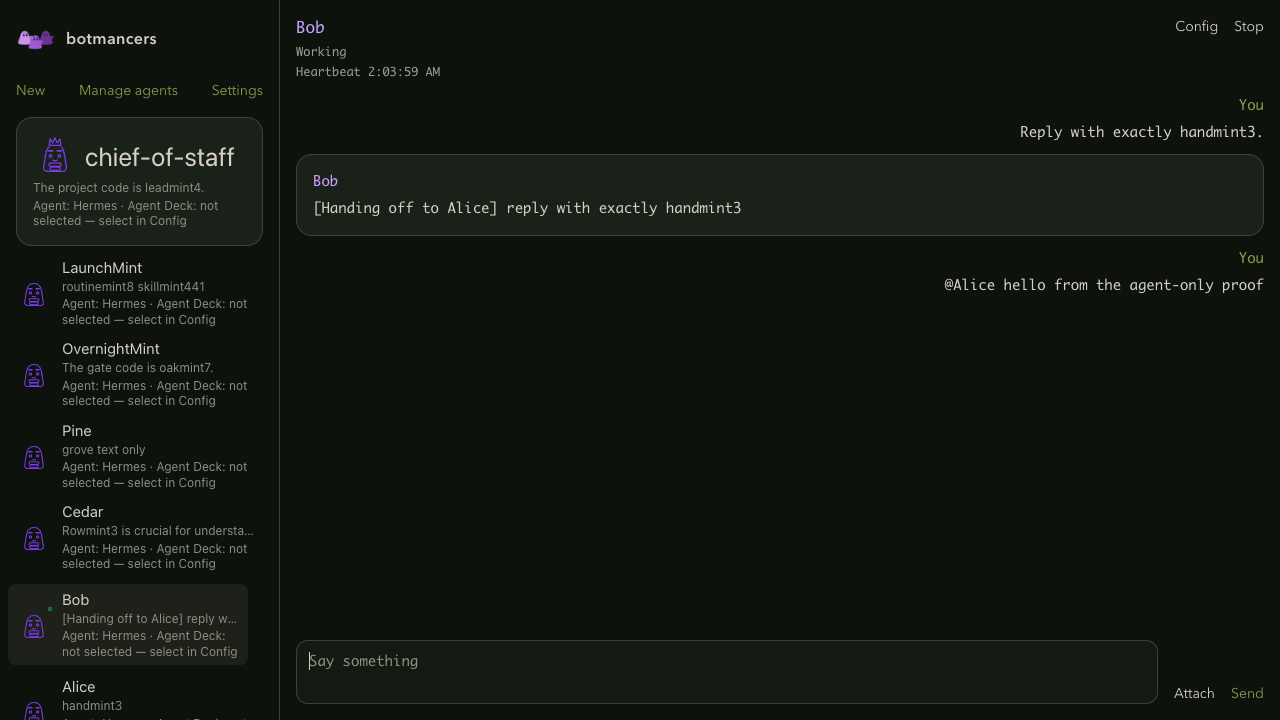 botmancers
New
Manage agents
Settings
chief-of-staff
The project code is leadmint4.
Agent: Hermes · Agent Deck: not
selected — select in Config
LaunchMint
routinemint8 skillmint441
Agent: Hermes · Agent Deck: not
selected — select in Config
OvernightMint
The gate code is oakmint7.
Agent: Hermes · Agent Deck: not
selected — select in Config
Pine
grove text only
Agent: Hermes · Agent Deck: not
selected — select in Config
Cedar
Rowmint3 is crucial for understa...
Agent: Hermes · Agent Deck: not
selected — select in Config
Bob
[Handing off to Alice] reply w...
Agent: Hermes · Agent Deck:
not selected — select in Config
Alice
handmint3
Bob
Working
Heartbeat 2:03:59 AM
Config
Stop
You
Reply with exactly handmint3.
Bob
[Handing off to Alice] reply with exactly handmint3
You
@Alice hello from the agent-only proof
Say something
Attach
Send